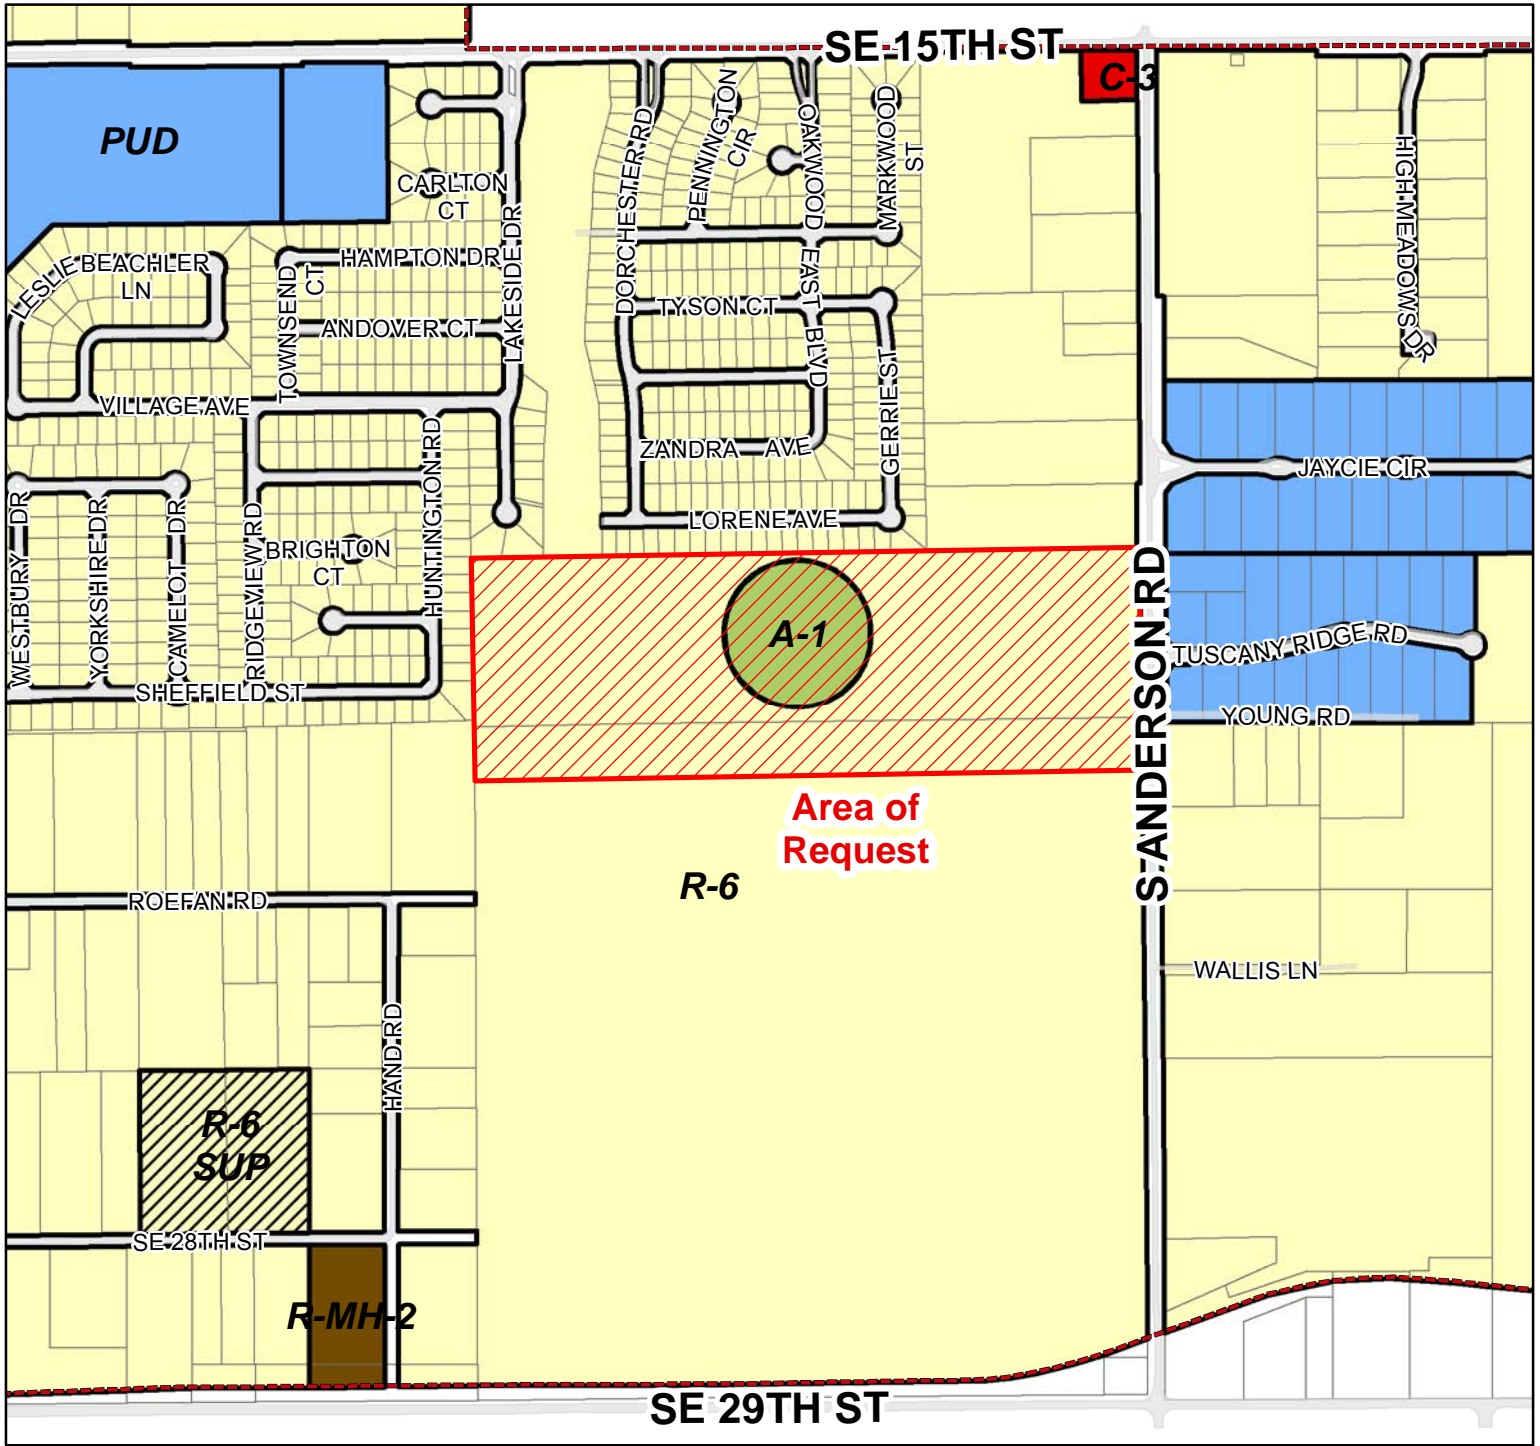 SE 15TH ST
C-3
PUD
CARLTON
CT
DORCHESTER RD
PENNINGTON
CIR
OAKWOOD
EAST
BLVD
MARKWOOD
ST
HIGH MEADOWS DR
LESLIE BEACHLER
LN
TOWNSEND
CT
HAMPTON DR
LAKESIDE DR
ANDOVER CT
TYSON CT
GERRIE ST
VILLAGE AVE
HUNTINGTON RD
ZANDRA AVE
JAYCIE CIR
LORENE AVE
WESTBURY DR
YORKSHIRE DR
CAMELOT DR
RIDGEVIEW RD
BRIGHTON
CT
SHEFFIELD ST
A-1
S ANDERSON RD
TUSCANY RIDGE RD
YOUNG RD
Area of
Request
R-6
ROEFAN RD
HAND RD
WALLIS LN
R-6
SUP
SE 28TH ST
R-MH-2
SE 29TH ST